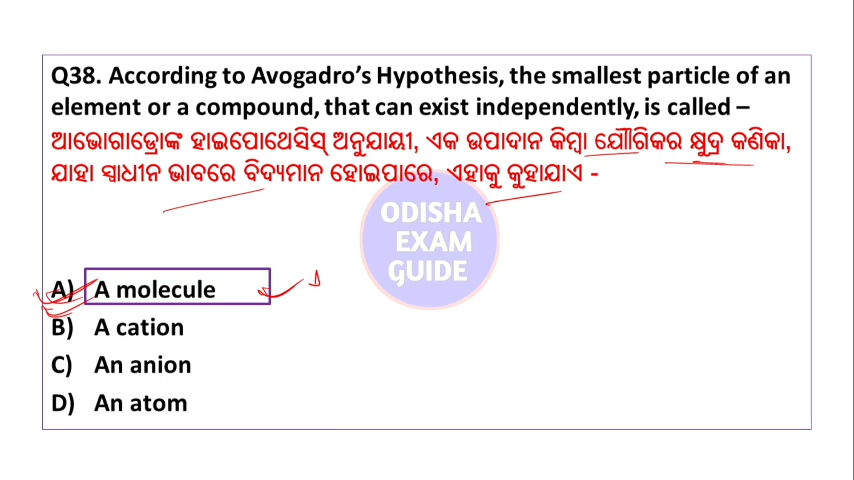 Q38. According to Avogadro's Hypothesis, the smallest particle of an
element or a compound, that can exist independently, is called –
ଆଭୋଗାଡ୍ରୋଙ୍କ ହାଇପୋଥେସିସ୍ ଅନୁଯାୟୀ, ଏକ ଉପାଦାନ କିମ୍ବା ଯୌଗିକର କ୍ଷୁଦ୍ର କଣିକା,
ଯାହା ସ୍ୱାଧୀନ ଭାବରେ ବିଦ୍ୟମାନ ହୋଇପାରେ, ଏହାକୁ କୁହାଯାଏ -
ODISHA
EXAM
GUIDE
A) A molecule
B) A cation
C) An anion
D) An atom